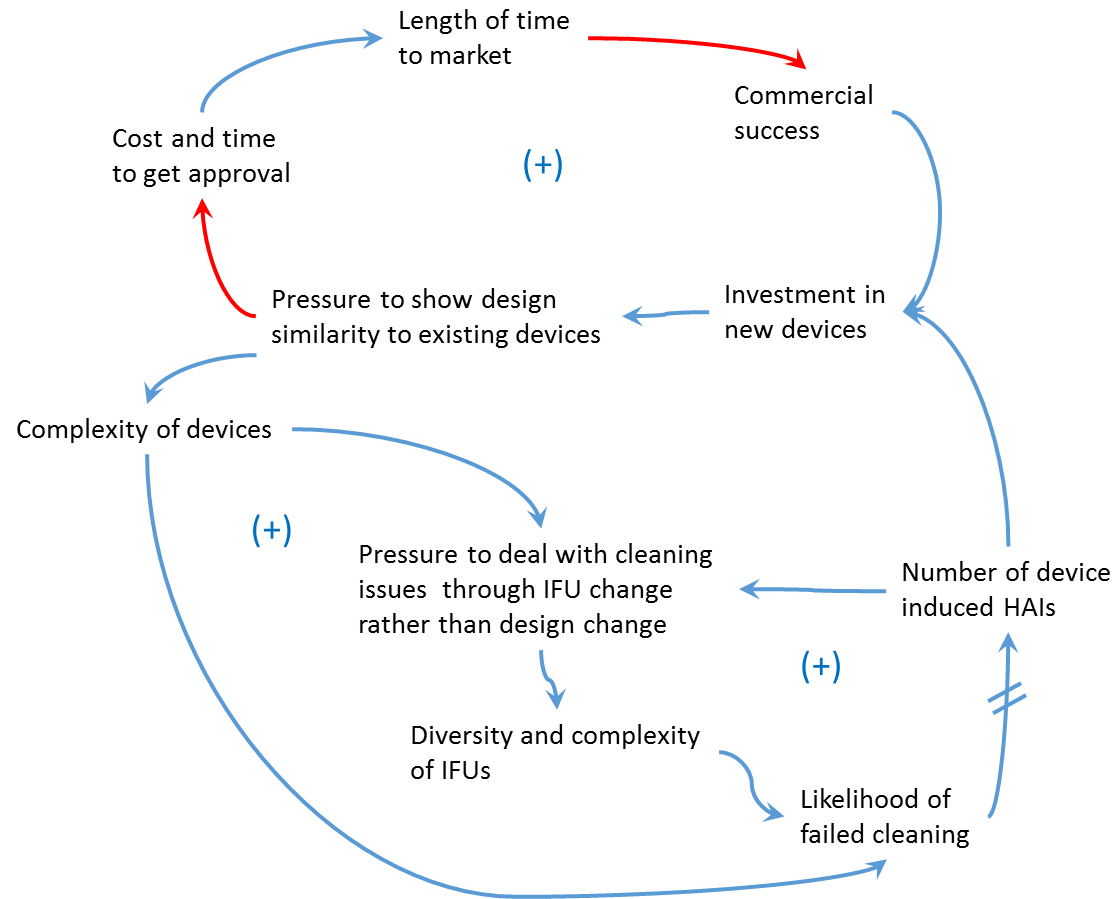 Length of time
to market
Commercial
success
Cost and time
to get approval
(+)
Pressure to show design
similarity to existing devices
Investment in
new devices
Complexity of devices
(+)
Pressure to deal with cleaning
issues through IFU change
rather than design change
Number of device
induced HAIs
(+)
Diversity and complexity
of IFUs
Likelihood of
failed cleaning